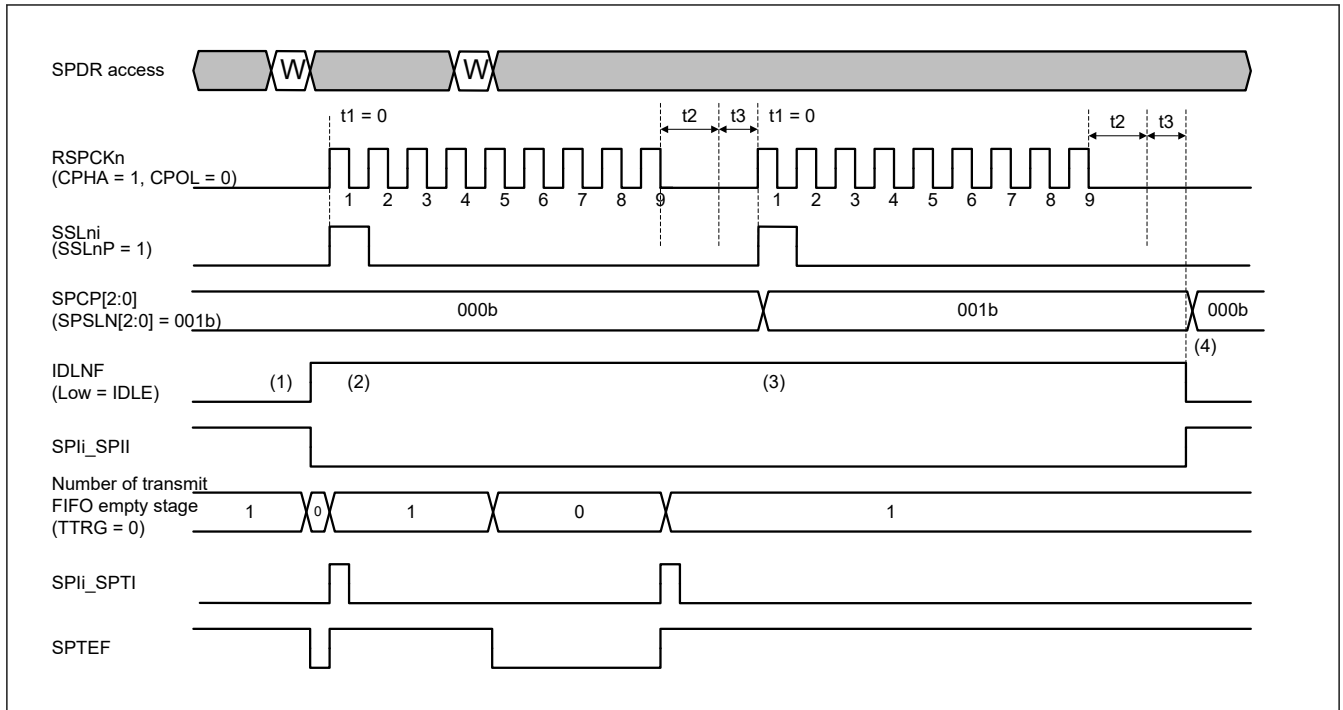 SPDR access
W
W
t1 = 0
t2
t3
t1 = 0
t2
t3
RSPCKn
(CPHA = 1, CPOL = 0)
1 2 3 4 5 6 7 8 9 1 2 3 4 5 6 7 8 9
SSLni
(SSLnP = 1)
SPCP[2:0]
(SPSLN[2:0] = 001b)
000b
001b
000b
(4)
IDLNF
(Low = IDLE)
(1)
(2)
(3)
SPIi_SPII
Number of transmit
FIFO empty stage
(TTRG = 0)
1
0
1
0
1
SPIi_SPTI
SPTEF